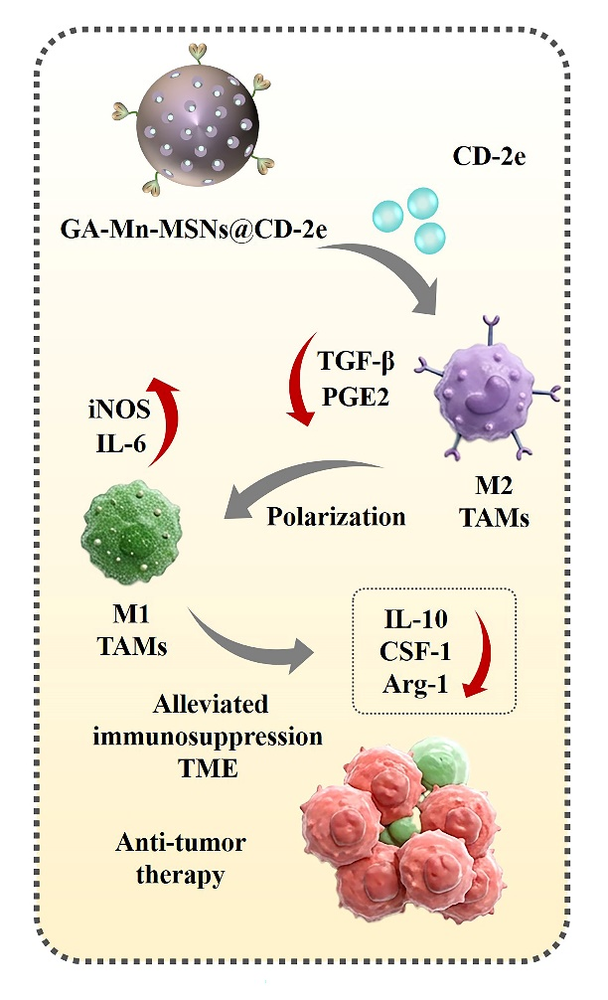 CD-2e
GA-Mn-MSNs@CD-2e
TGF-β
PGE2
iNOS
IL-6
M2
TAMs
Polarization
M1
TAMs
IL-10
CSF-1
Arg-1
Alleviated
immunosuppression
TME
Anti-tumor
therapy